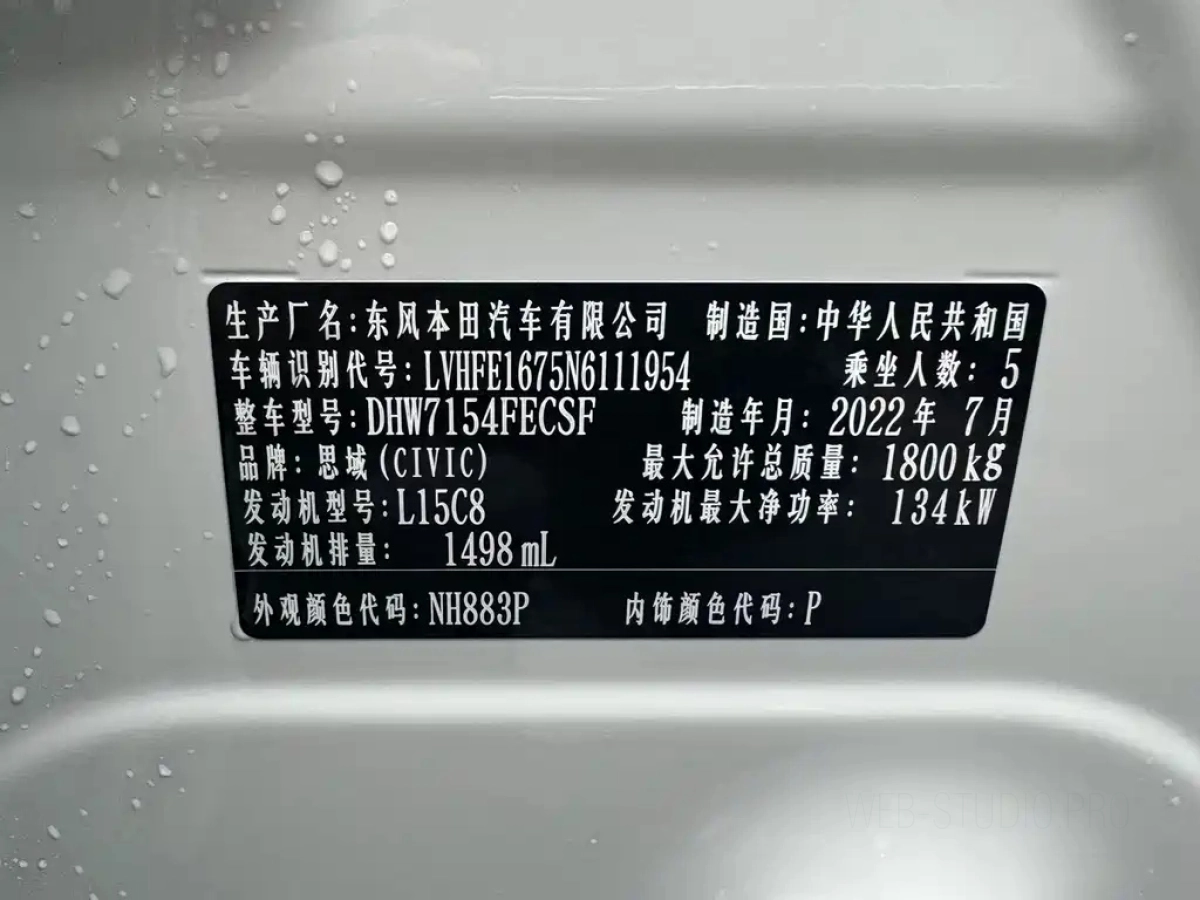 生产厂名:东风本田汽车有限公司 制造国:中华人民共和国
车辆识别代号:LVHFE1675N6111954 乘坐人数: 5
整车型号:DHW7154FECSF 制造年月: 2022年 7月
品牌: 思域(CIVIC) 最大允许总质量: 1800kg
发动机型号:L15C8 发动机最大净功率: 134kW
发动机排量: 1498mL
外观颜色代码:NH883P 内饰颜色代码:P
WEB-STUDIO.PRO